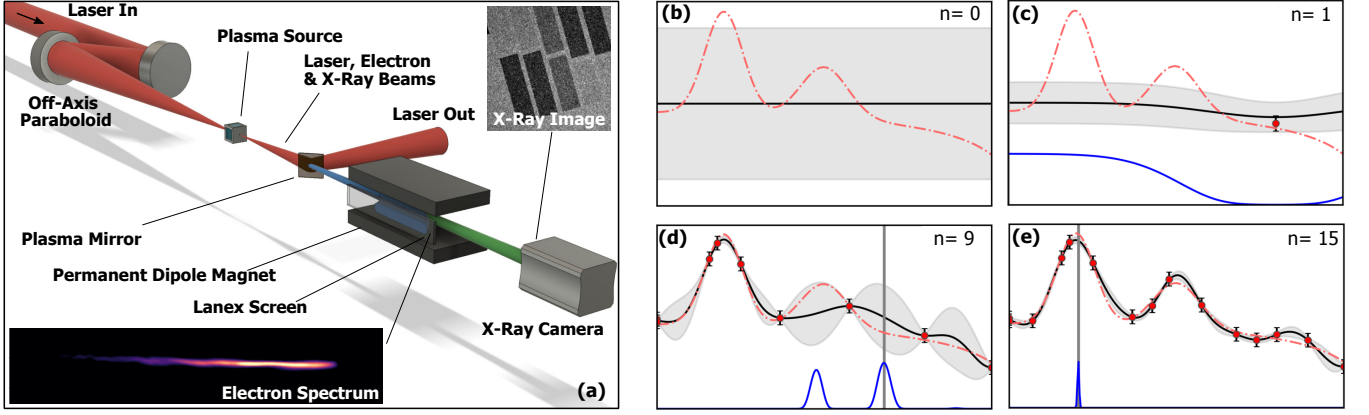 Laser In
Plasma Source
Laser, Electron
& X-Ray Beams
Off-Axis
Paraboloid
Laser Out
X-Ray Image
Plasma Mirror
Permanent Dipole Magnet
Lanex Screen
X-Ray Camera
Electron Spectrum
(a)
(b)
n= 0
(c)
n= 1
(d)
n= 9
(e)
n= 15